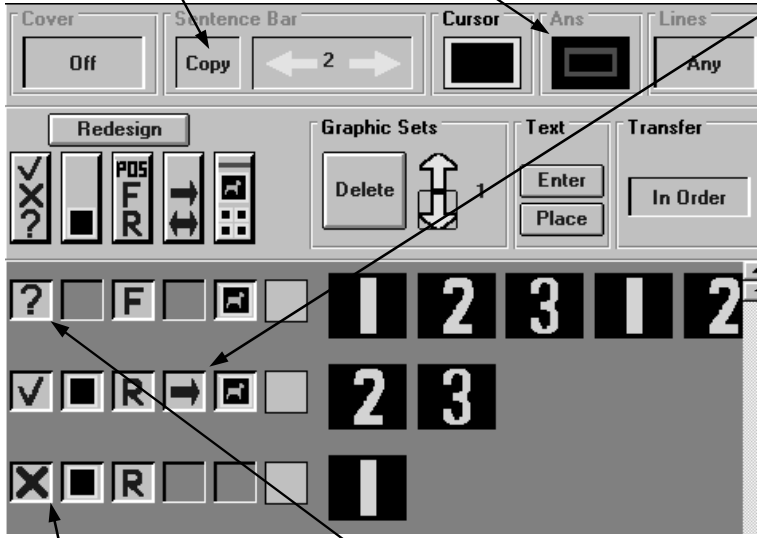 Cover Sentence Bar Cursor Ans Lines
Off Copy 2 Any
Redesign Graphic Sets Text Transfer
POS F R ? Delete 1 Enter In Order
Place
? F 1 2 3 1 2
R 2 3
R 1